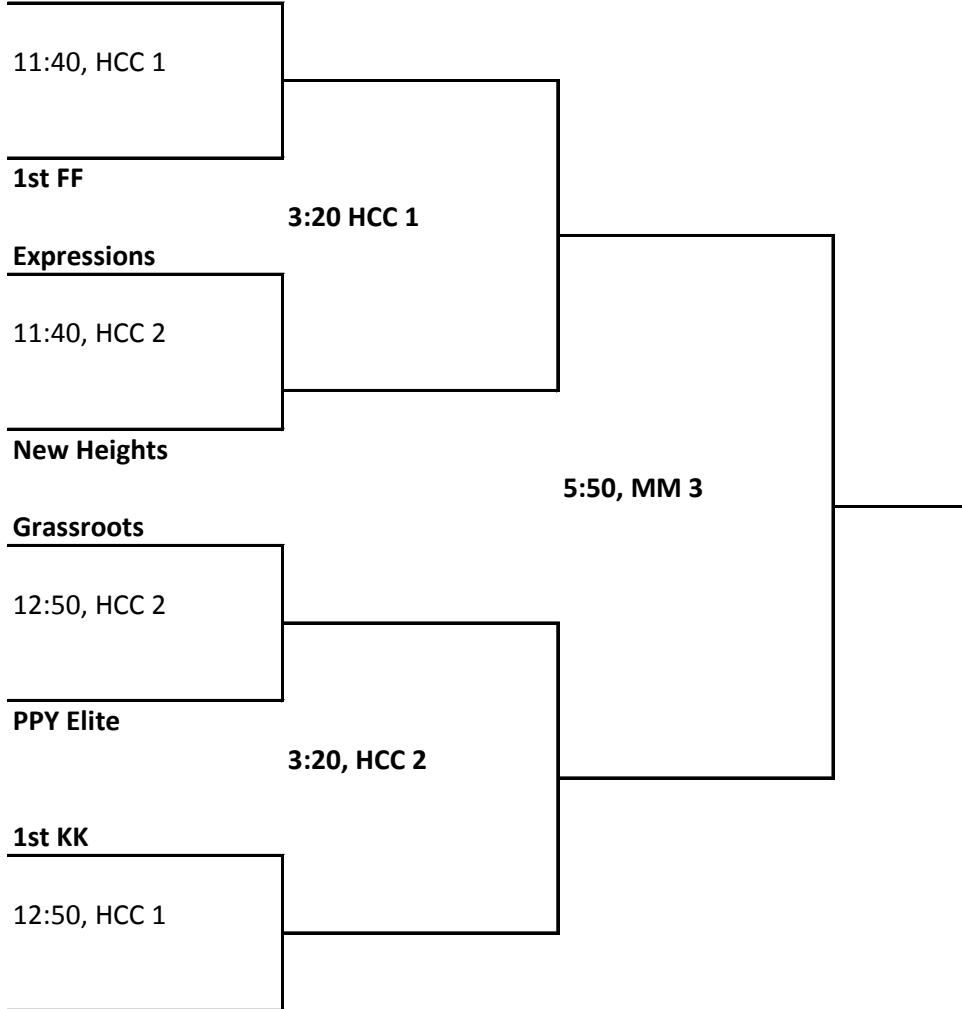 11:40, HCC 1
1st FF
3:20 HCC 1
Expressions
11:40, HCC 2
New Heights
5:50, MM 3
Grassroots
12:50, HCC 2
PPY Elite
3:20, HCC 2
1st KK
12:50, HCC 1